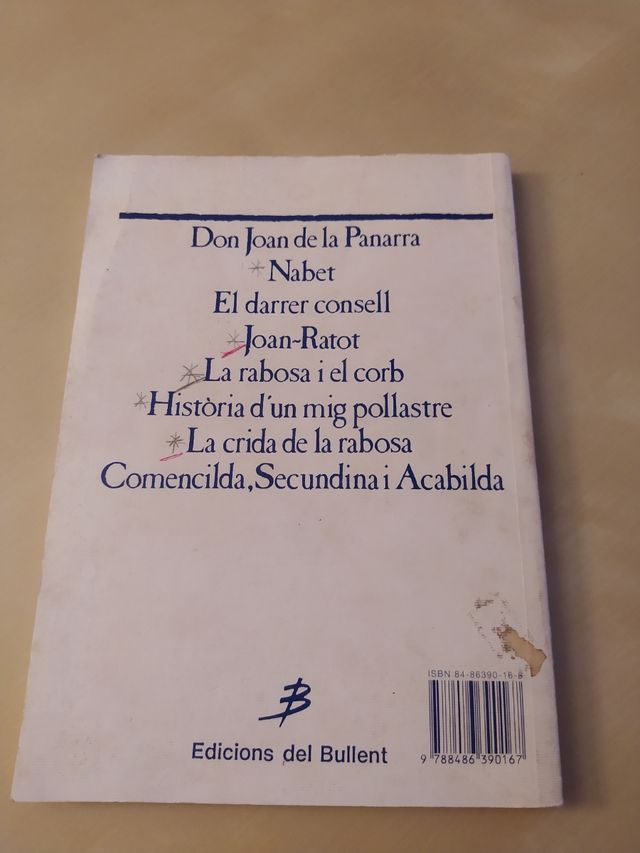 Don Joan de la Panarra
* Nabet
El darrer consell
* Joan-Ratot
* La rabosa i el corb
* Història d'un mig pollastre
* La crida de la rabosa
Comencilda, Secundina i Acabilda
ISBN 84-86390-16-8
Edicions del Bullent
9 788486 390167